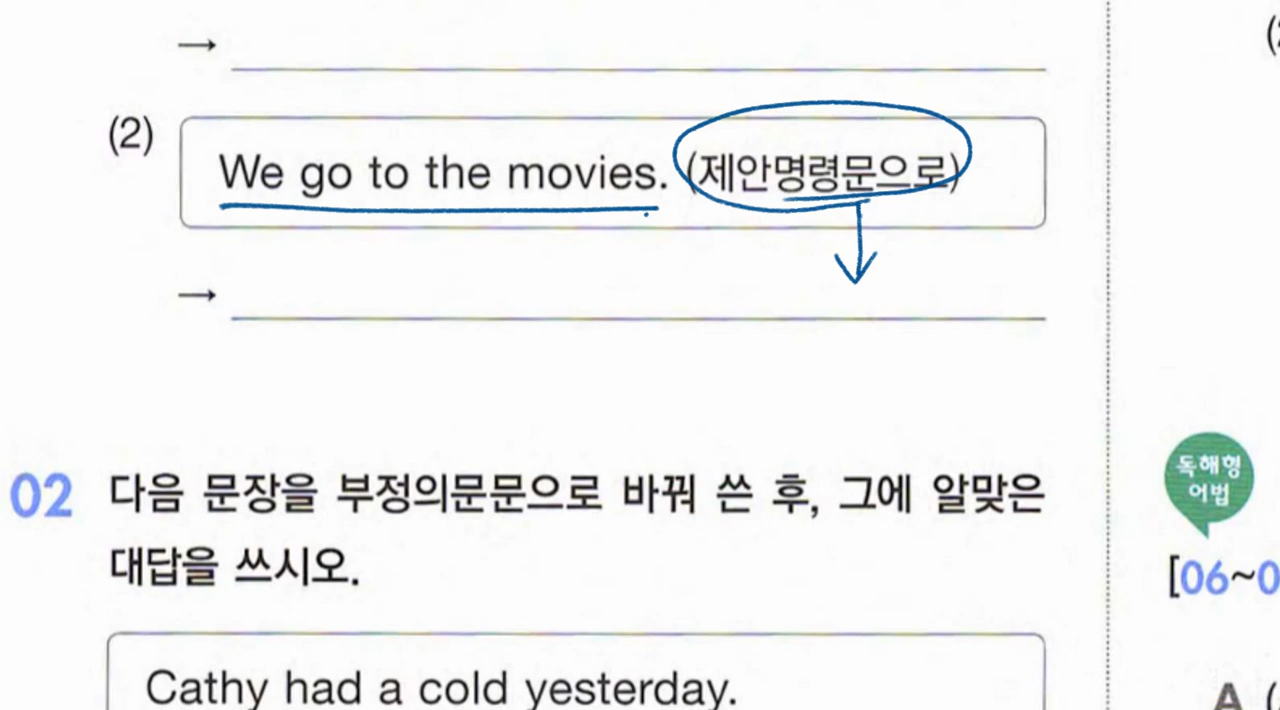 (2) We go to the movies. (제안명령문으로)
→
02 다음 문장을 부정의문문으로 바꿔 쓴 후, 그에 알맞은
대답을 쓰시오.
Cathy had a cold yesterday.
독해형
어법
[06~0
A (